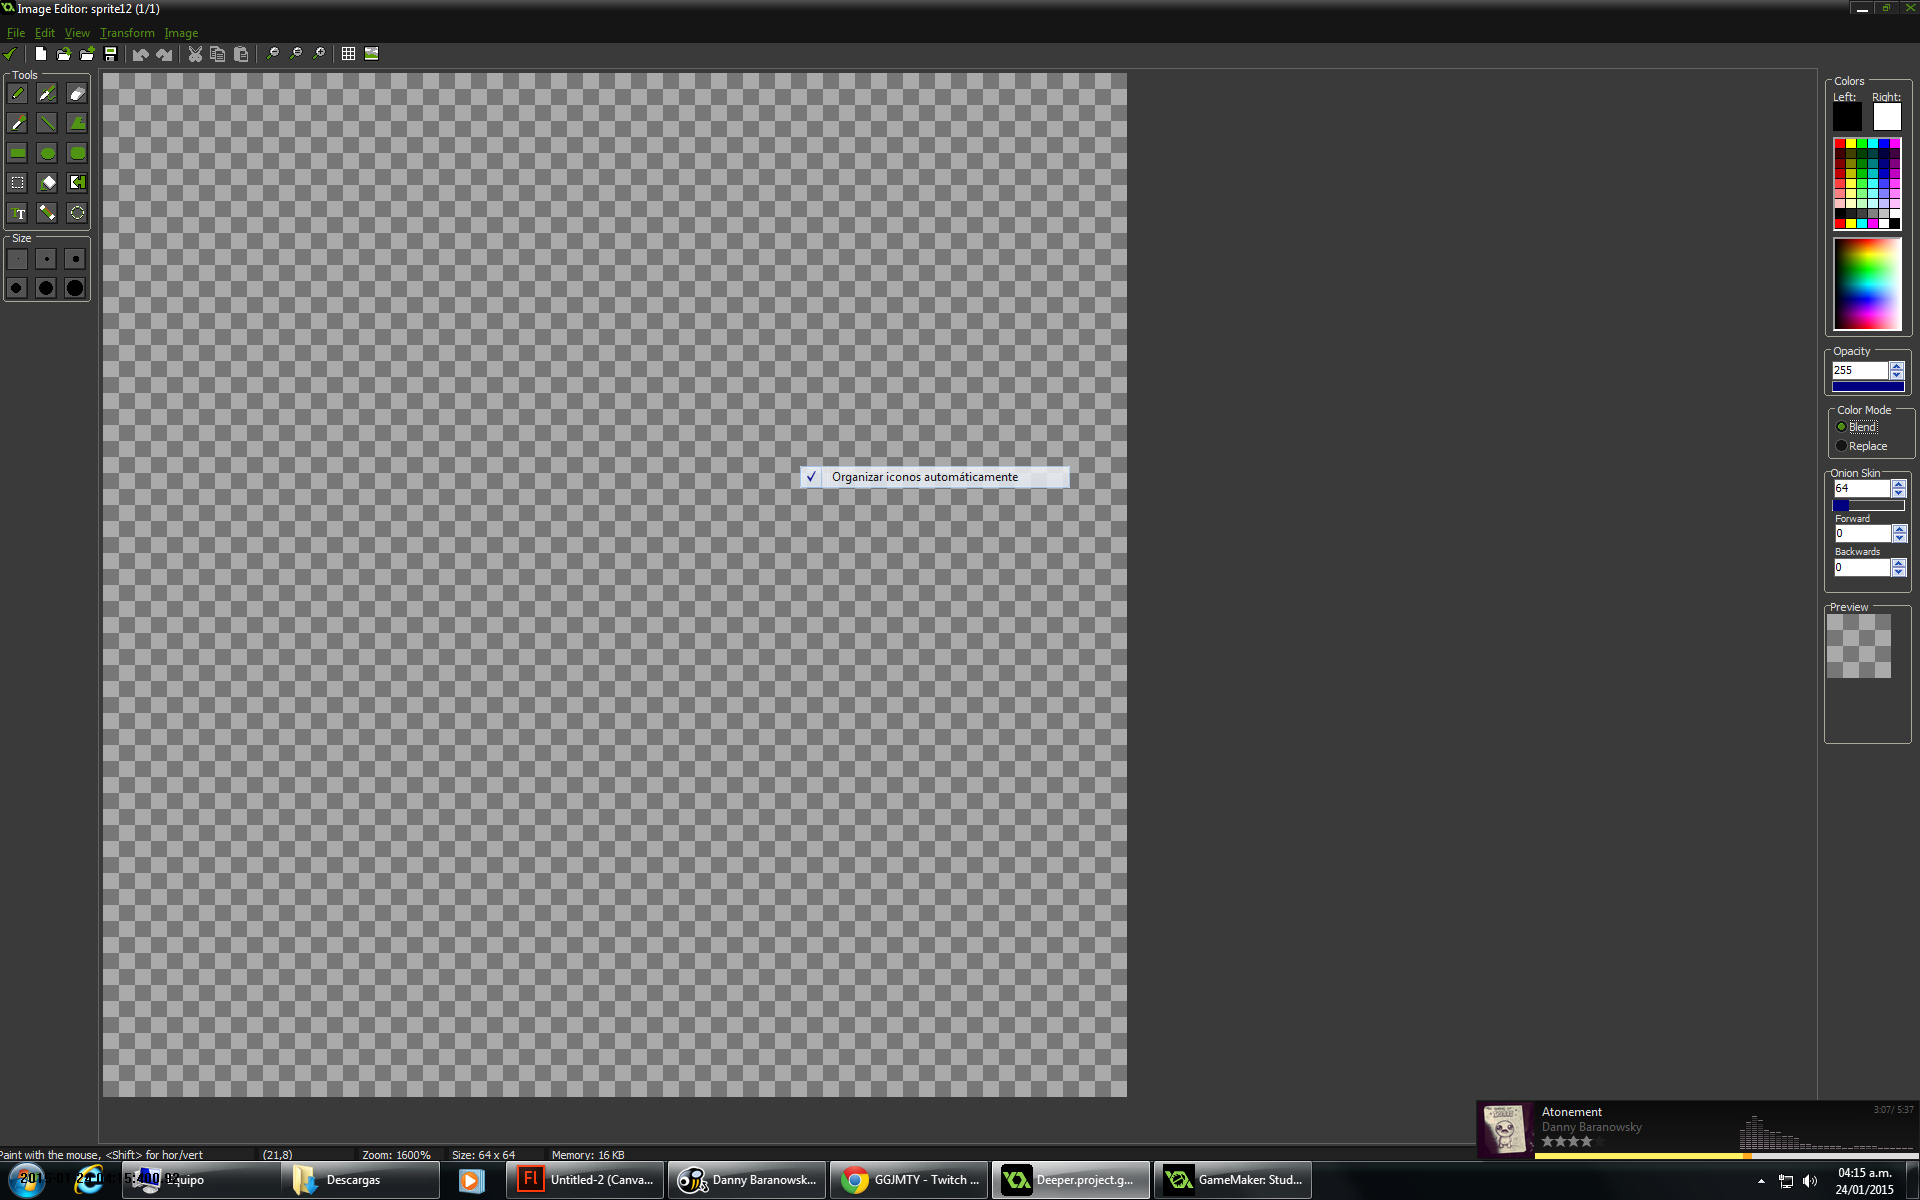 Image Editor: sprite12 (1/1)
File Edit View Transform Image
Tools
TT
Size
Colors
Left: Right:
Opacity
255
Color Mode
Blend
Replace
Onion Skin
64
Forward
0
Backwards
0
Preview
Organizar iconos automáticamente
Atonement
3:07/ 5:37
Danny Baranowsky
Paint with the mouse, <Shift> for hor/vert (21,8) Zoom: 1600% Size: 64 x 64 Memory: 16 KB
Equipo
Descargas
Fl
Untitled-2 (Canva...
Danny Baranowsk...
GGJMTY - Twitch ...
Deeper.project.g...
GameMaker: Stud...
04:15 a.m.
24/01/2015